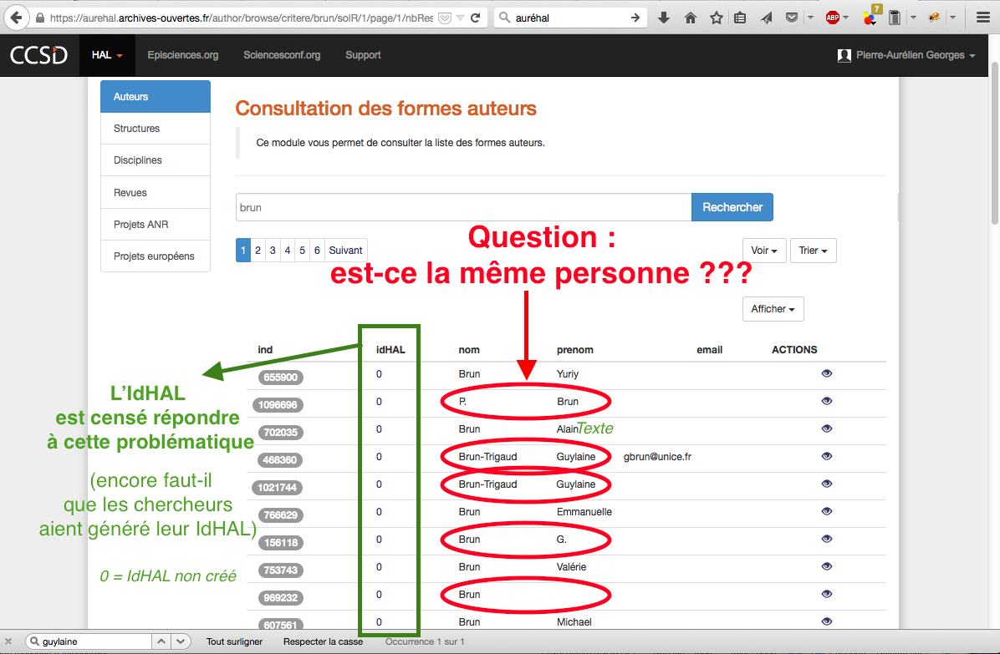 https://aurehal.archives-ouvertes.fr/author/browse/critere/brun/solR/1/page/1/nbRes
auréhal
ABP
7
CCSD
HAL
Episciences.org
Sciencesconf.org
Support
Pierre-Aurélien Georges
Auteurs
Structures
Disciplines
Revues
Projets ANR
Projets européens
Consultation des formes auteurs
Ce module vous permet de consulter la liste des formes auteurs.
brun
Rechercher
1 2 3 4 5 6 Suivant
Voir
Trier
Question :
est-ce la même personne ???
Afficher
ind idHAL nom prenom email ACTIONS
655900 0 Brun Yuriy
1096696 0 P. Brun
702035 0 Brun Alain
Texte
468360 0 Brun-Trigaud Guylaine gbrun@unice.fr
1021744 0 Brun-Trigaud Guylaine
766629 0 Brun Emmanuelle
156118 0 Brun G.
753743 0 Brun Valérie
969232 0 Brun
607561 0 Brun Michael
L'IdHAL
est censé répondre
à cette problématique
(encore faut-il
que les chercheurs
aient généré leur IdHAL)
0 = IdHAL non créé
guylaine
Tout surligner
Respecter la casse
Occurrence 1 sur 1